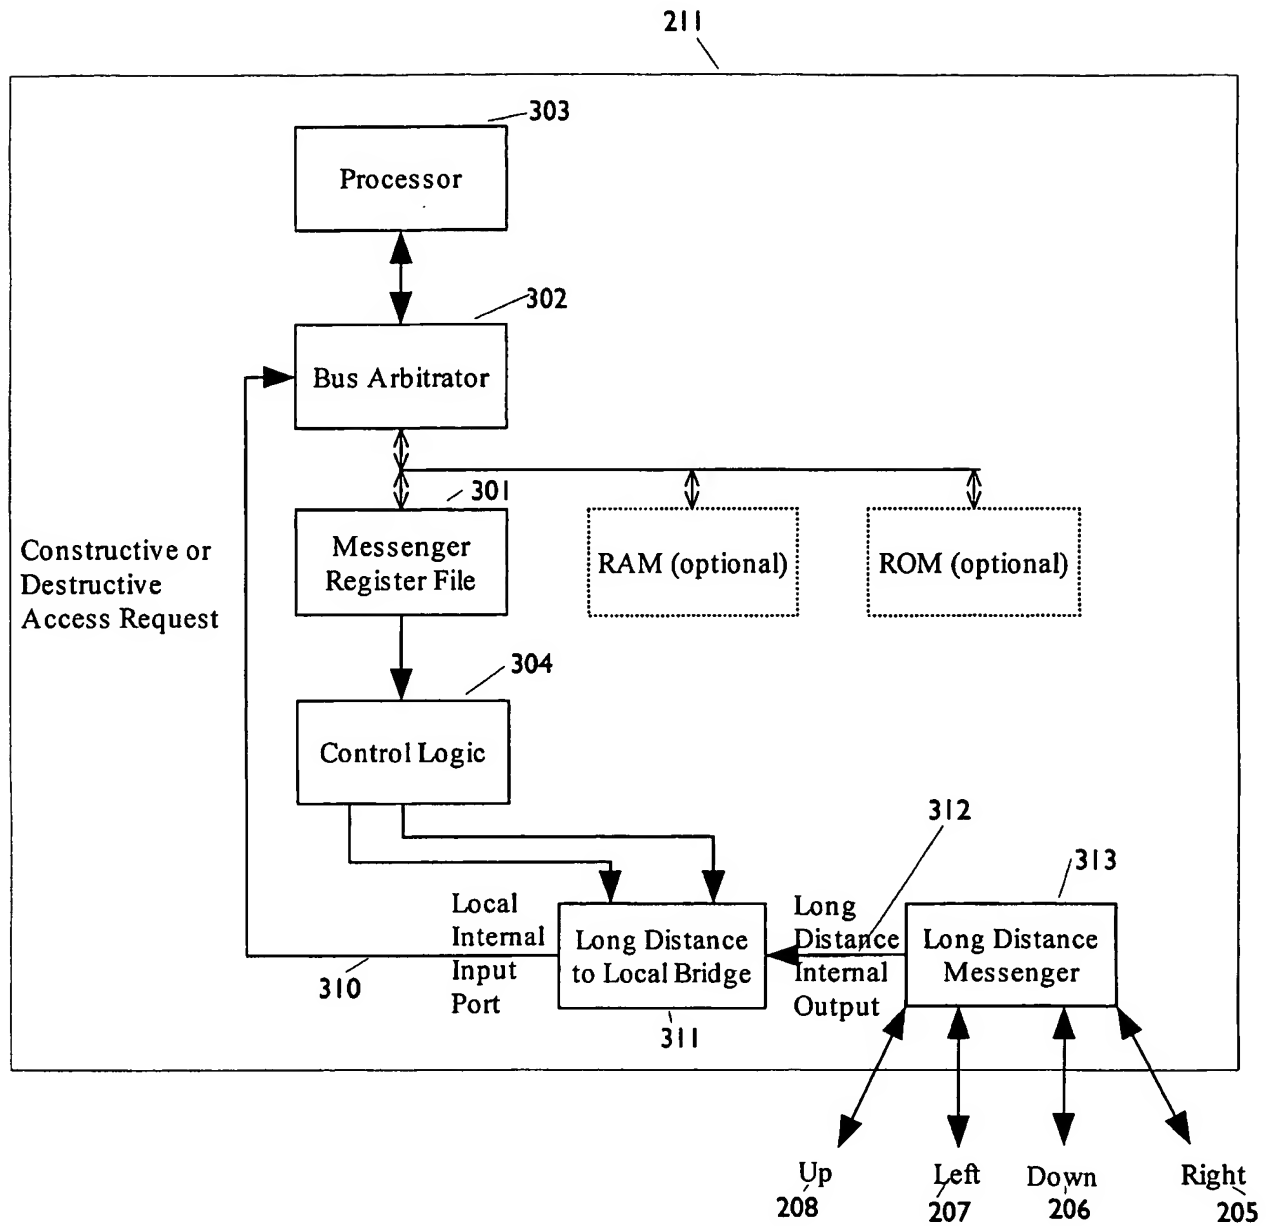 211
303
Processor
302
Bus Arbitrator
301
Messenger
Register File
RAM (optional)
ROM (optional)
Constructive or
Destructive
Access Request
304
Control Logic
312
313
Local
Internal
Input
Port
310
Long Distance
to Local Bridge
311
Long
Distance
Internal
Output
Long Distance
Messenger
Up
208
Left
207
Down
206
Right
205